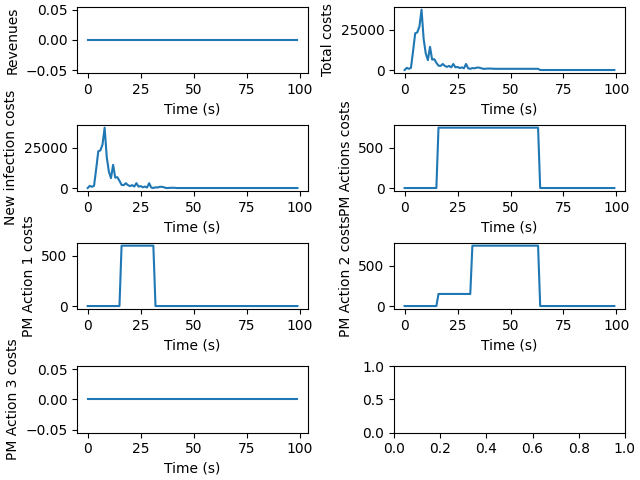 Revenues
0.05
0.00
−0.05
0 25 50 75 100
Time (s)
Total costs
25000
0
0 25 50 75 100
Time (s)
New infection costs
25000
0
0 25 50 75 100
Time (s)
PM Actions costs
500
0
0 25 50 75 100
Time (s)
PM Action 1 costs
500
0
0 25 50 75 100
Time (s)
PM Action 2 costs
500
0
0 25 50 75 100
Time (s)
PM Action 3 costs
0.05
0.00
−0.05
0 25 50 75 100
Time (s)
1.0
0.5
0.0
0.0 0.2 0.4 0.6 0.8 1.0